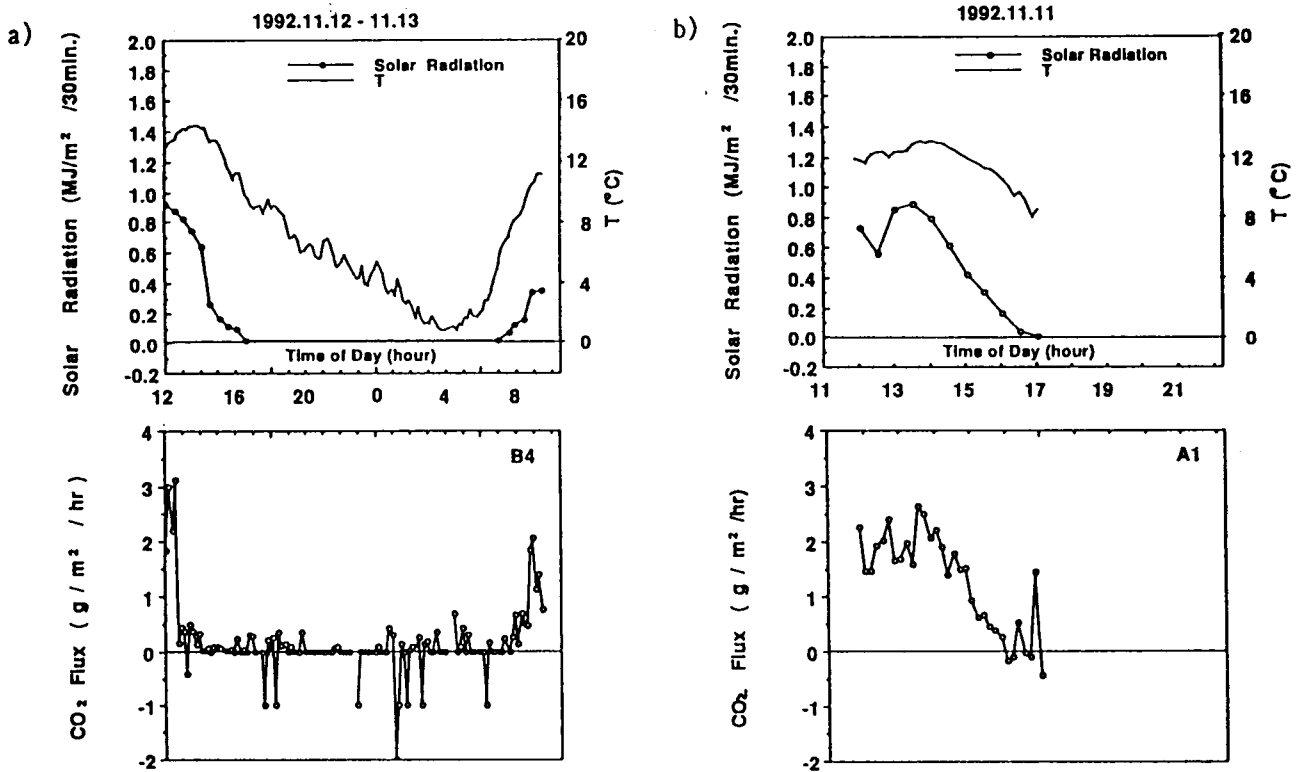 a)
1992.11.12 - 11.13
Solar Radiation (MJ/m² /30min.)
2.0
1.8
1.6
1.4
1.2
1.0
0.8
0.6
0.4
0.2
0.0
-0.2
Solar Radiation
T
20
16
12
8
4
0
T (°C)
Time of Day (hour)
12 16 20 0 4 8
CO₂ Flux ( g / m² / hr)
4
3
2
1
0
-1
-2
B4
b)
1992.11.11
Solar Radiation (MJ/m² /30min.)
2.0
1.8
1.6
1.4
1.2
1.0
0.8
0.6
0.4
0.2
0.0
-0.2
Solar Radiation
T
20
16
12
8
4
0
T (°C)
Time of Day (hour)
11 13 15 17 19 21
CO₂ Flux ( g / m² /hr)
4
3
2
1
0
-1
-2
A1